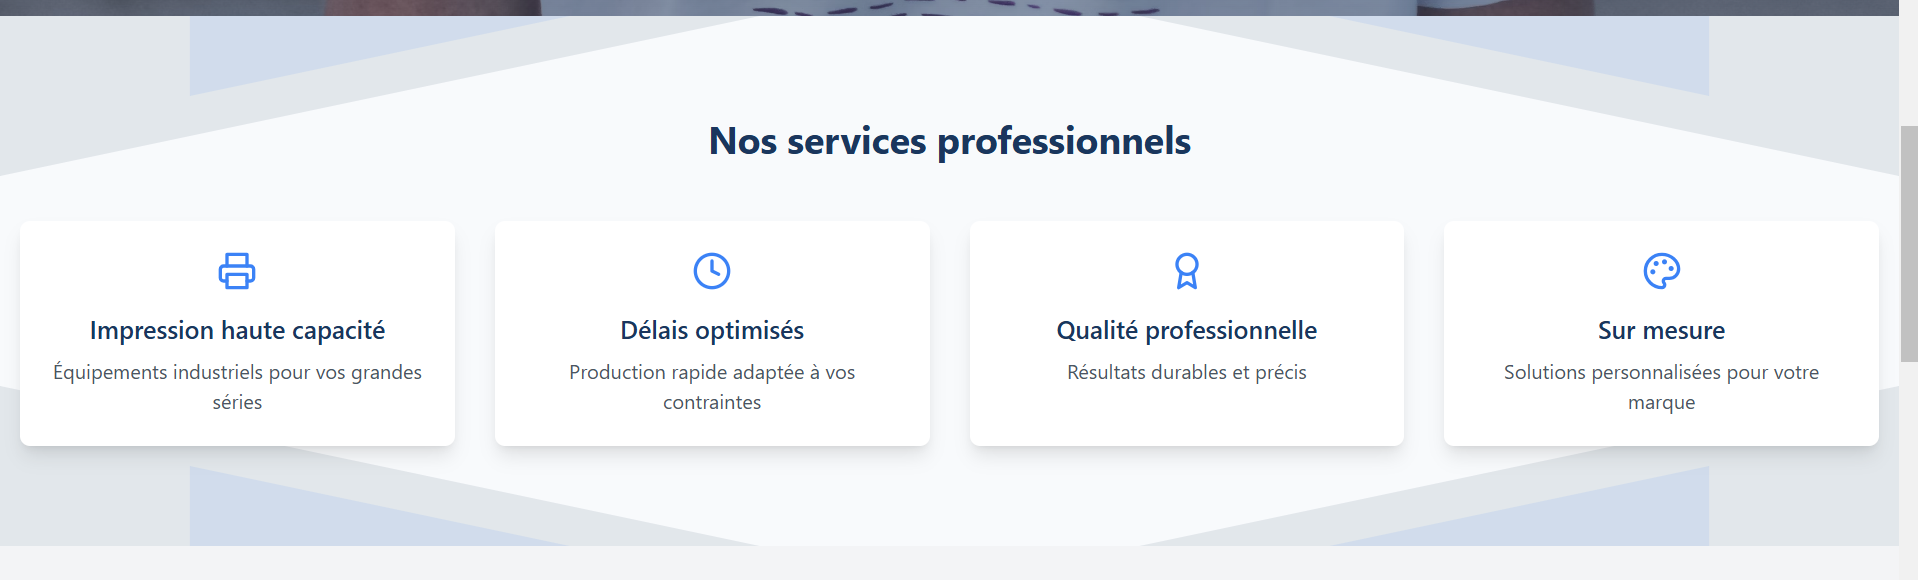 Nos services professionnels
Impression haute capacité
Équipements industriels pour vos grandes
séries
Délais optimisés
Production rapide adaptée à vos
contraintes
Qualité professionnelle
Résultats durables et précis
Sur mesure
Solutions personnalisées pour votre
marque